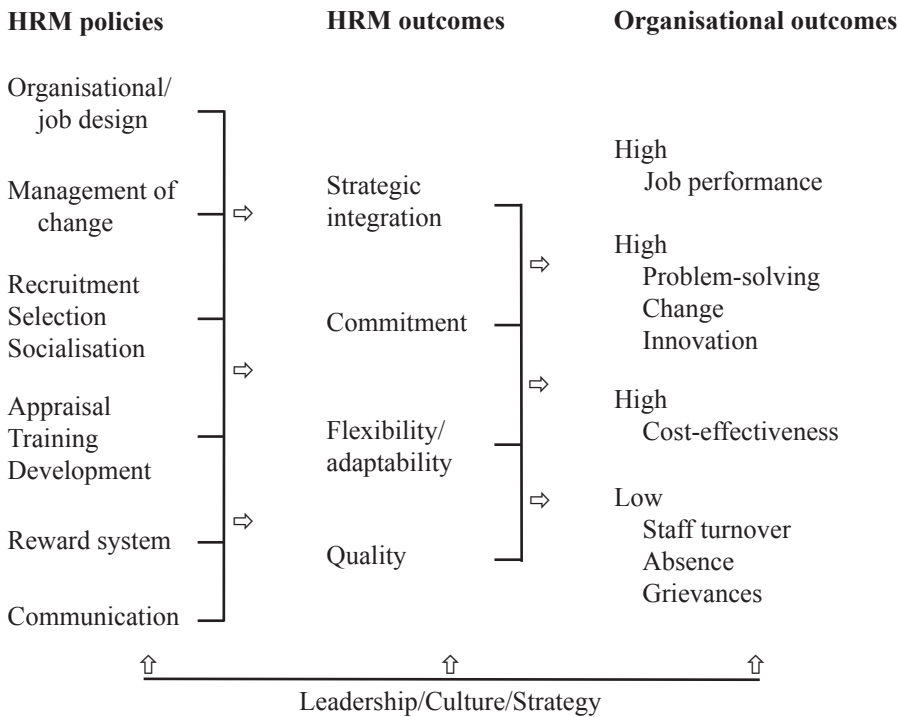 HRM policies
Organisational/
job design
Management of
change
Recruitment
Selection
Socialisation
Appraisal
Training
Development
Reward system
Communication
HRM outcomes
Strategic
integration
Commitment
Flexibility/
adaptability
Quality
Organisational outcomes
High
Job performance
High
Problem-solving
Change
Innovation
High
Cost-effectiveness
Low
Staff turnover
Absence
Grievances
Leadership/Culture/Strategy